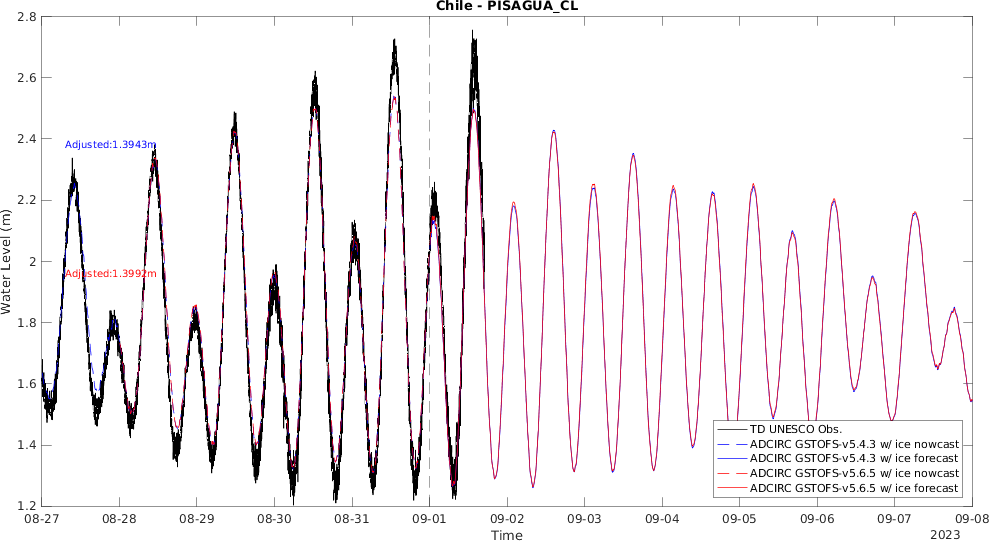 Chile - PISAGUA_CL
2.8
2.6
2.4
2.2
2
1.8
1.6
1.4
1.2
Water Level (m)
Adjusted:1.3943m
Adjusted:1.3992m
TD UNESCO Obs.
ADCIRC GSTOFS-v5.4.3 w/ ice nowcast
ADCIRC GSTOFS-v5.4.3 w/ ice forecast
ADCIRC GSTOFS-v5.6.5 w/ ice nowcast
ADCIRC GSTOFS-v5.6.5 w/ ice forecast
08-27 08-28 08-29 08-30 08-31 09-01 09-02 09-03 09-04 09-05 09-06 09-07 09-08
Time
2023